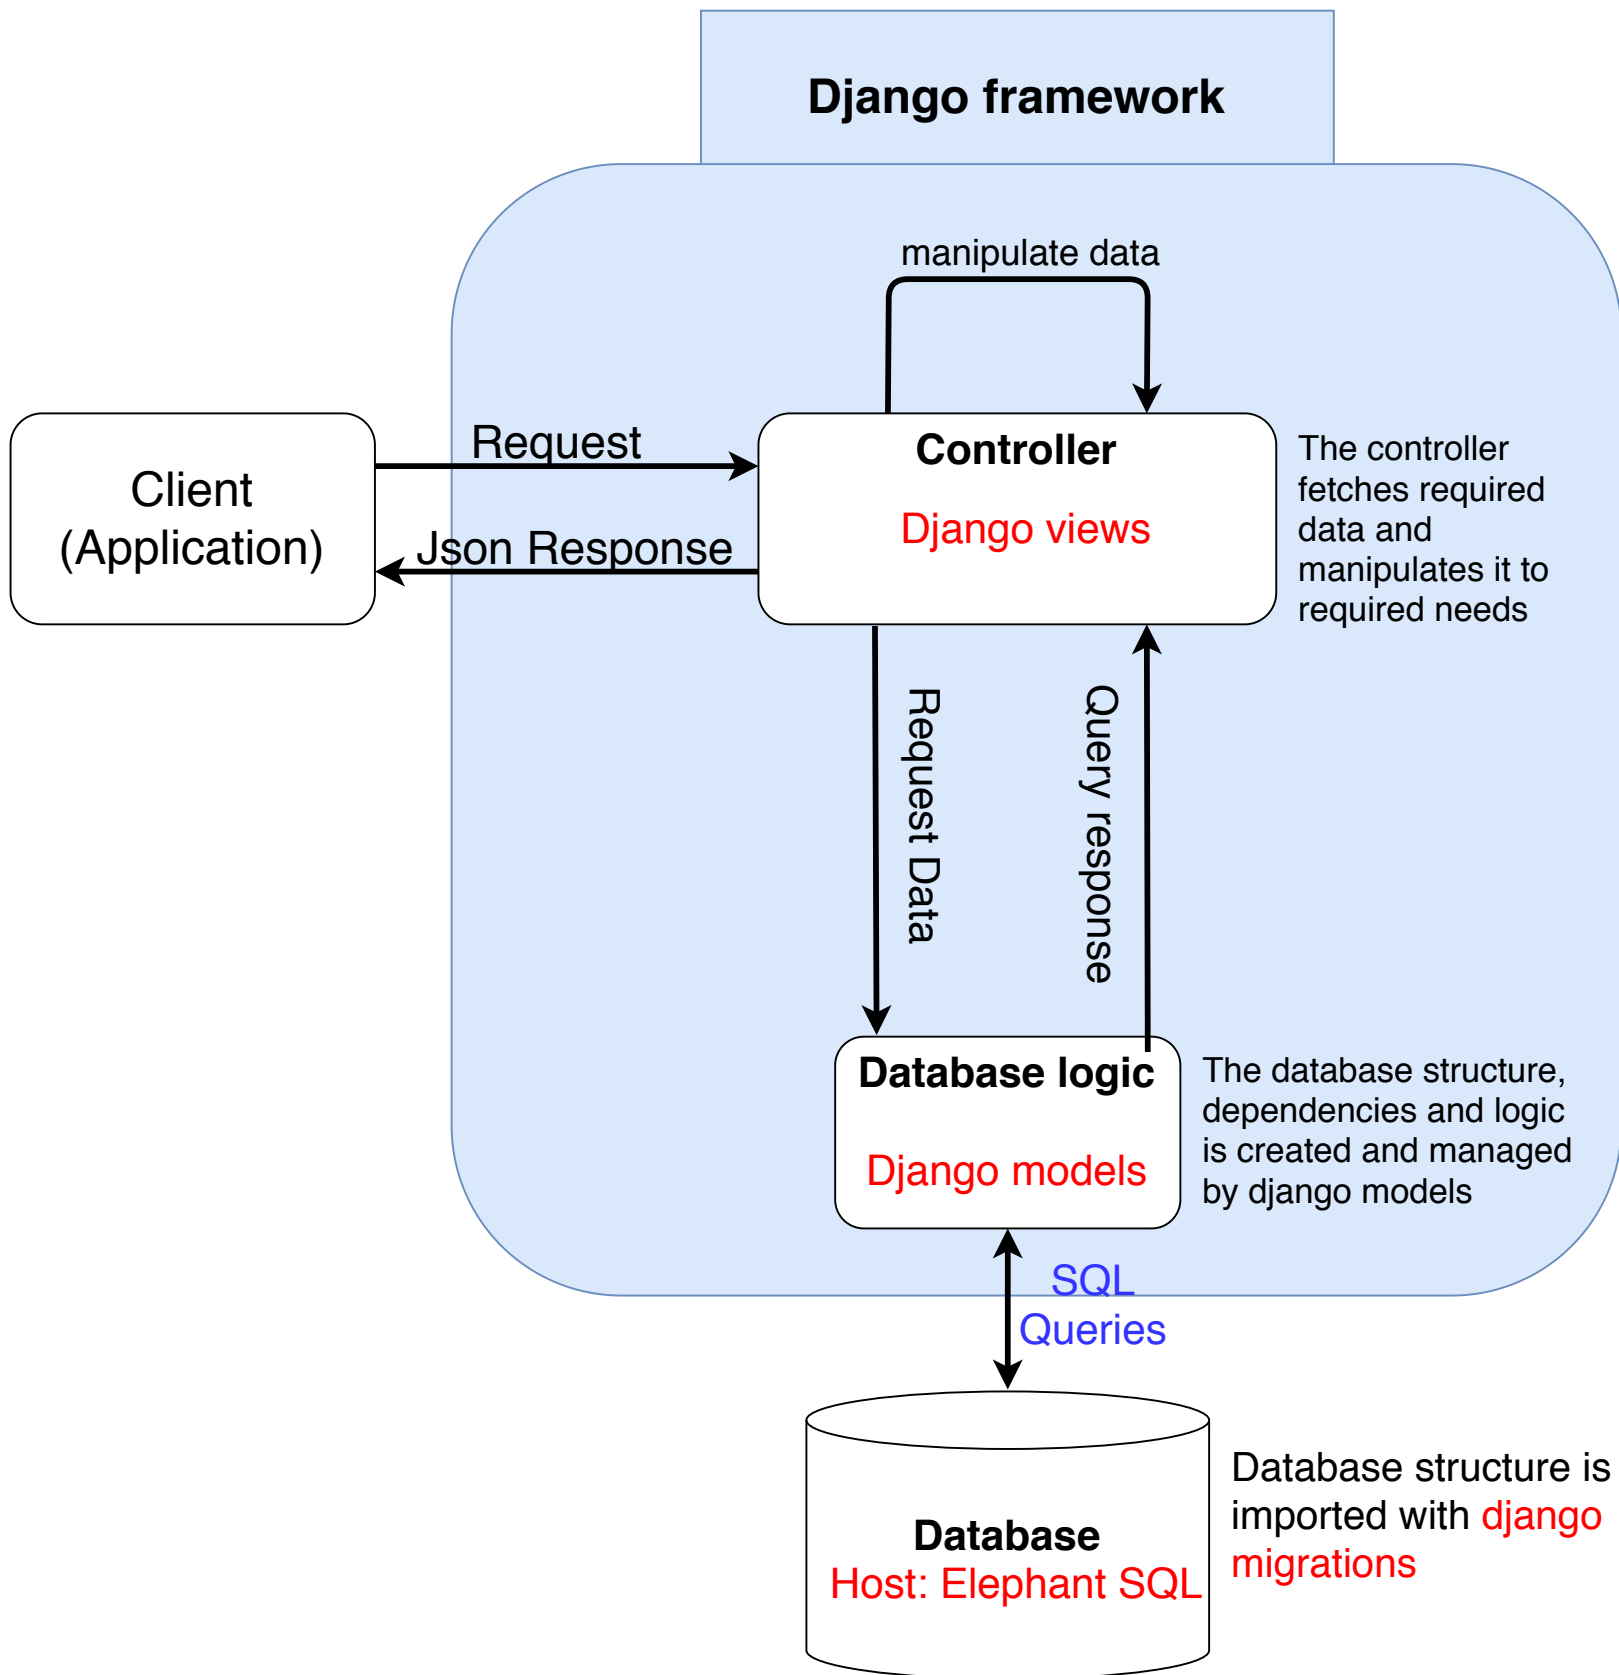 Django framework
manipulate data
Request
Controller
Client
(Application)
Django views
Json Response
The controller
fetches required
data and
manipulates it to
required needs
Request Data
Query response
Database logic
Django models
The database structure,
dependencies and logic
is created and managed
by django models
SQL
Queries
Database
Host: Elephant SQL
Database structure is
imported with django
migrations